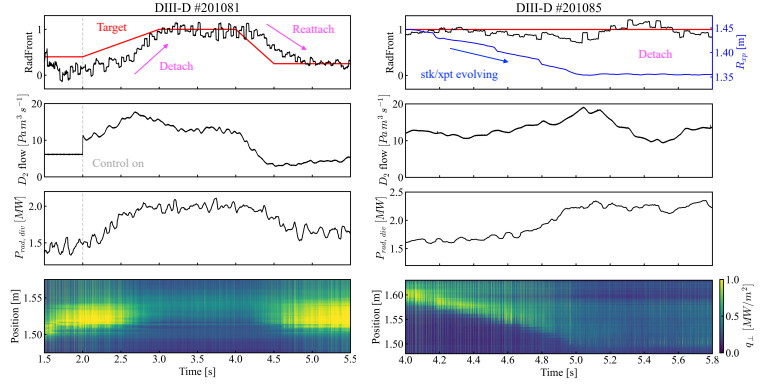 DIII-D #201081
1
0
RadFront
Target
Reattach
Detach
20
10
0
D₂ flow [Pa m³ s⁻¹]
Control on
2.0
1.5
P_rad, div [MW]
1.55
1.50
Position [m]
1.5 2.0 2.5 3.0 3.5 4.0 4.5 5.0 5.5
Time [s]
DIII-D #201085
1
0
RadFront
stk/xpt evolving
Detach
1.45
1.40
1.35
R_xp [m]
20
10
0
D₂ flow [Pa m³ s⁻¹]
2.5
2.0
1.5
P_rad, div [MW]
1.60
1.55
1.50
Position [m]
4.0 4.2 4.4 4.6 4.8 5.0 5.2 5.4 5.6 5.8
Time [s]
1.0
0.5
0.0
q⊥ [MW/m²]